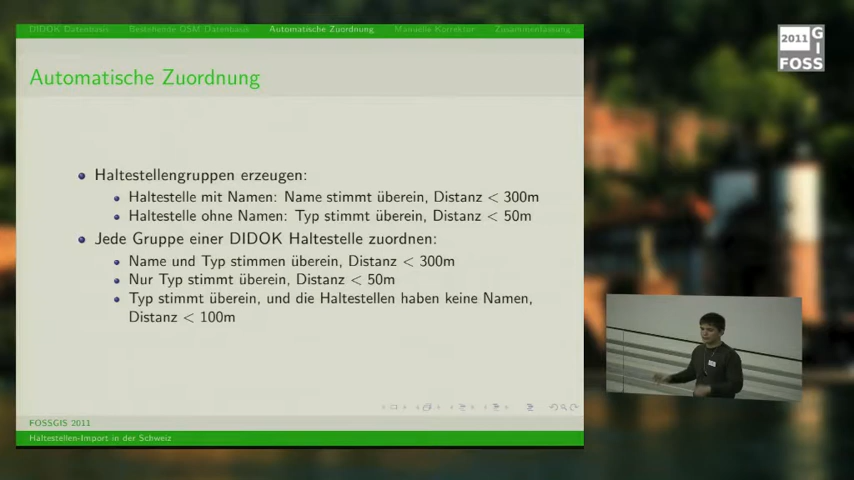 DIDOK Datenbasis Bestehende OSM Datenbasis Automatische Zuordnung Manuelle Korrektur Zusammenfassung
2011
GIS
FOSS
Automatische Zuordnung
Haltestellengruppen erzeugen:
Haltestelle mit Namen: Name stimmt überein, Distanz < 300m
Haltestelle ohne Namen: Typ stimmt überein, Distanz < 50m
Jede Gruppe einer DIDOK Haltestelle zuordnen:
Name und Typ stimmen überein, Distanz < 300m
Nur Typ stimmt überein, Distanz < 50m
Typ stimmt überein, und die Haltestellen haben keine Namen,
Distanz < 100m
FOSSGIS 2011
Haltestellen-Import in der Schweiz